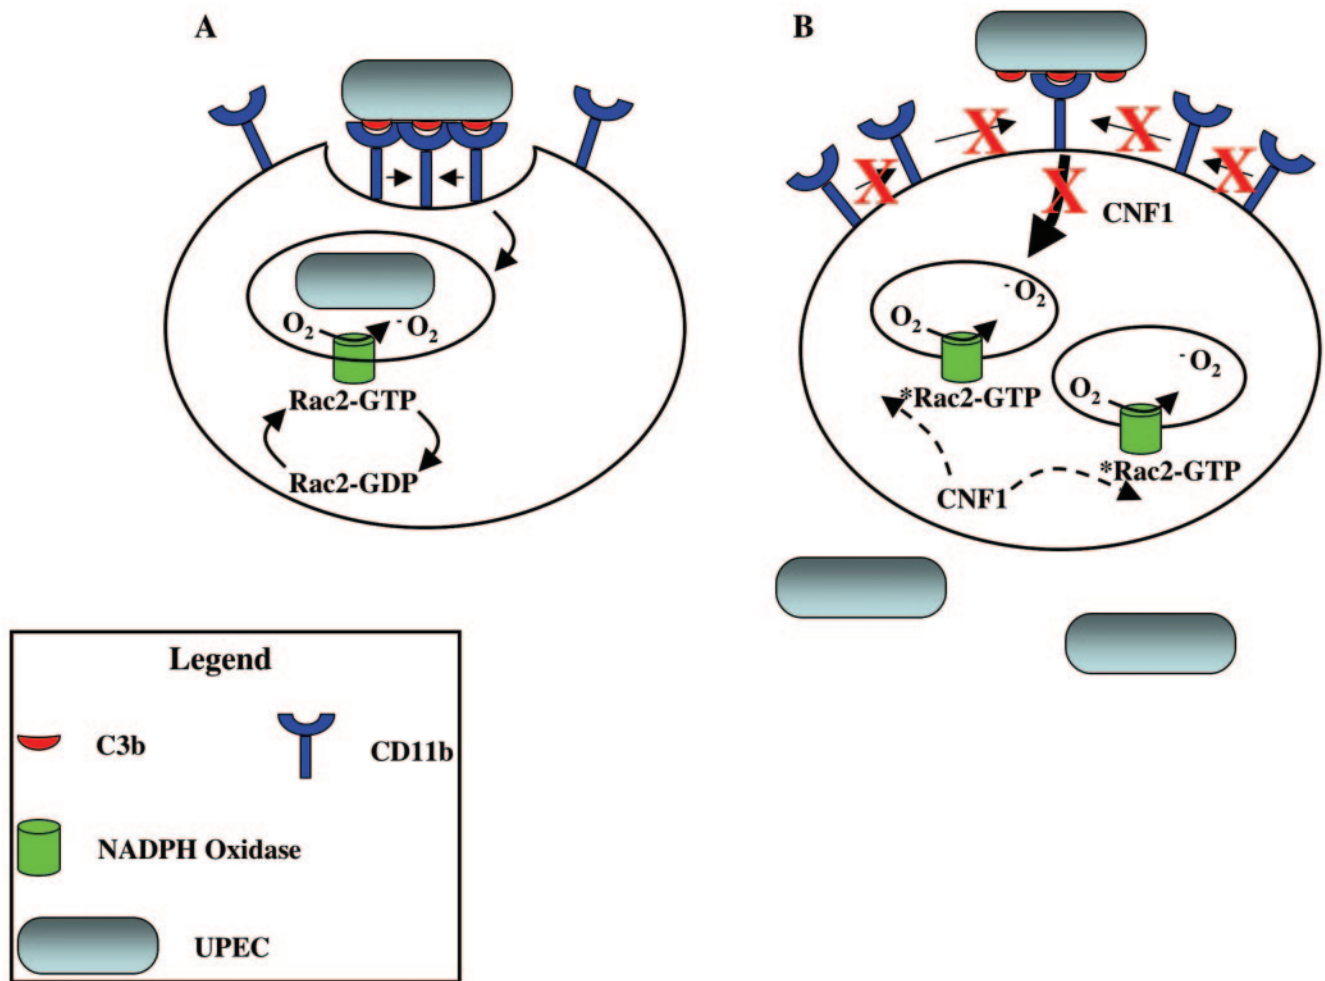 A
O2 -O2
Rac2-GTP
Rac2-GDP
B
X X
X X
X
CNF1
-O2
O2
*Rac2-GTP
-O2
O2
*Rac2-GTP
CNF1
Legend
C3b
CD11b
NADPH Oxidase
UPEC